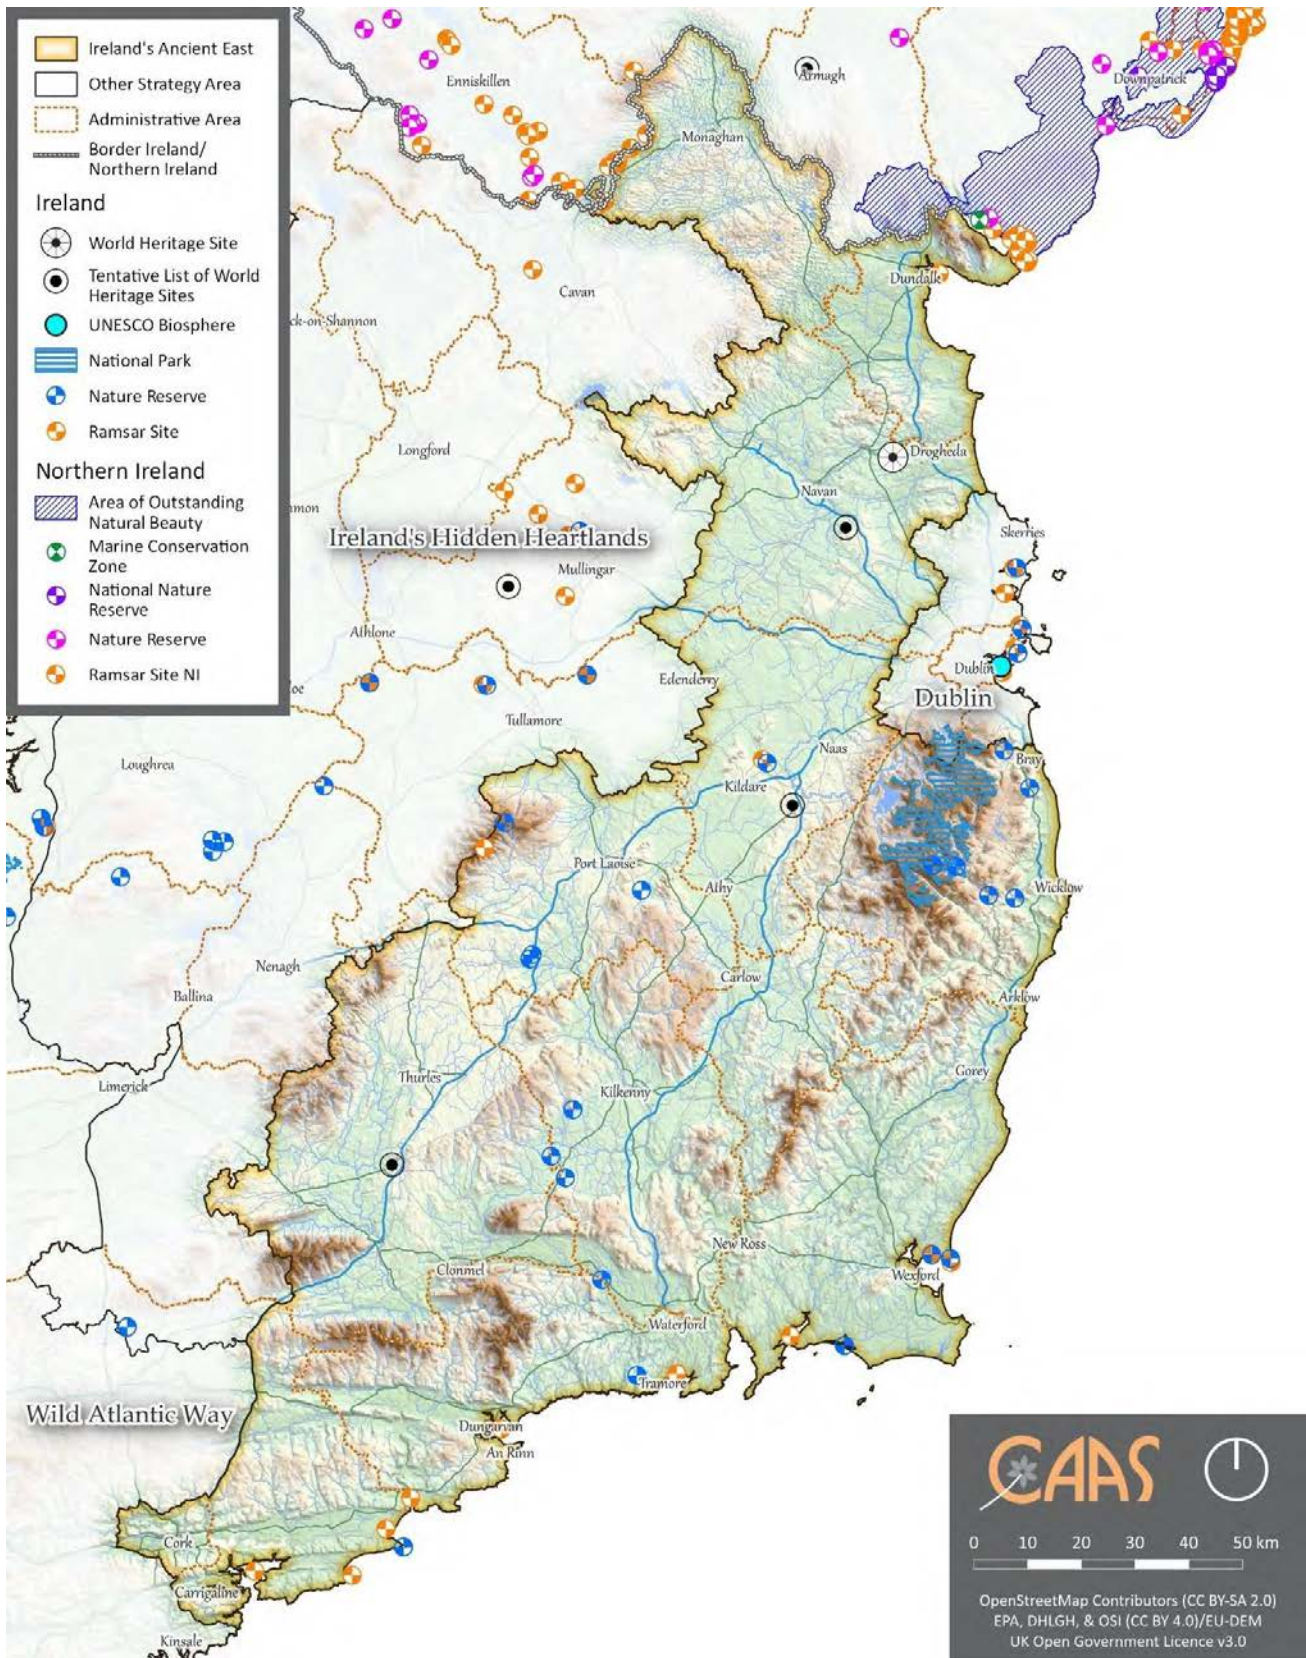 Ireland's Ancient East
Other Strategy Area
Administrative Area
Border Ireland/
Northern Ireland
Ireland
World Heritage Site
Tentative List of World
Heritage Sites
UNESCO Biosphere
National Park
Nature Reserve
Ramsar Site
Northern Ireland
Area of Outstanding
Natural Beauty
Marine Conservation
Zone
National Nature
Reserve
Nature Reserve
Ramsar Site NI
Enniskillen
Armagh
Downpatrick
Monaghan
Dundalk
Cavan
ck-on-Shannon
Longford
Drogheda
Navan
mmon
Ireland's Hidden Heartlands
Skerries
Mullingar
Athlone
Dublin
Edenderry
oe
Dublin
Tullamore
Naas
Bray
Loughrea
Kildare
Port Laoise
Athy
Wicklow
Nenagh
Carlow
Ballina
Arklow
Thurles
Gorey
Limerick
Kilkenny
New Ross
Clonmel
Wexford
Waterford
Tramore
Wild Atlantic Way
Dungarvan
An Rinn
Cork
Carrigaline
Kinsale
CAAS
0 10 20 30 40 50 km
OpenStreetMap Contributors (CC BY-SA 2.0)
EPA, DHLGH, & OSI (CC BY 4.0)/EU-DEM
UK Open Government Licence v3.0